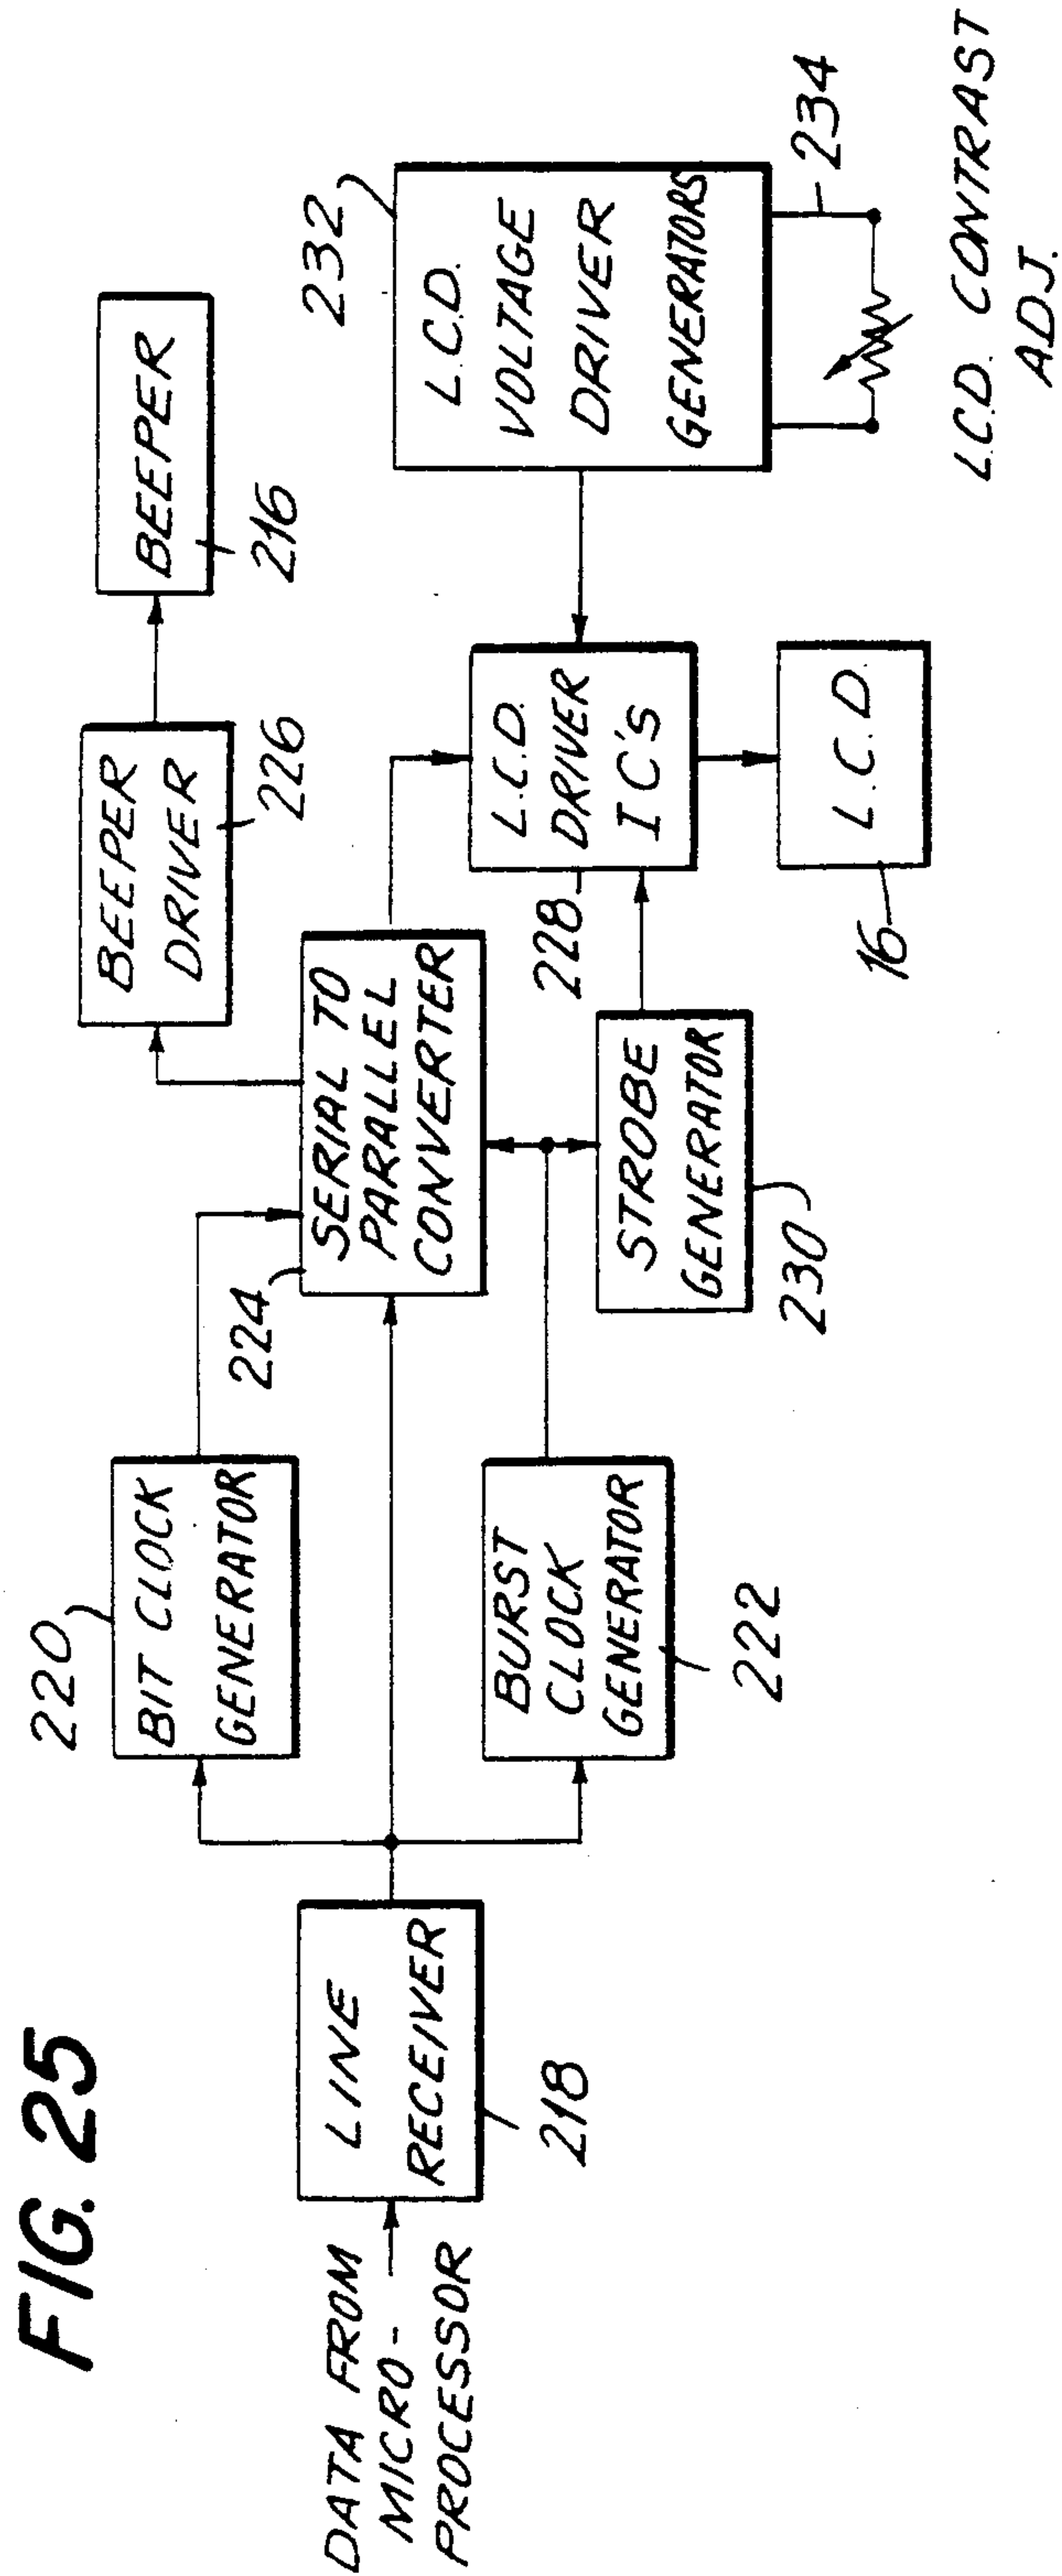 FIG. 25
DATA FROM
MICRO-
PROCESSOR
LINE
RECEIVER
218
220
BIT CLOCK
GENERATOR
BURST
CLOCK
GENERATOR
222
224
SERIAL TO
PARALLEL
CONVERTER
STROBE
GENERATOR
230
BEEPER
DRIVER
226
BEEPER
216
L.C.D.
DRIVER
IC's
228
L.C.D.
16
232
L.C.D.
VOLTAGE
DRIVER
GENERATORS
234
L.C.D. CONTRAST
ADJ.